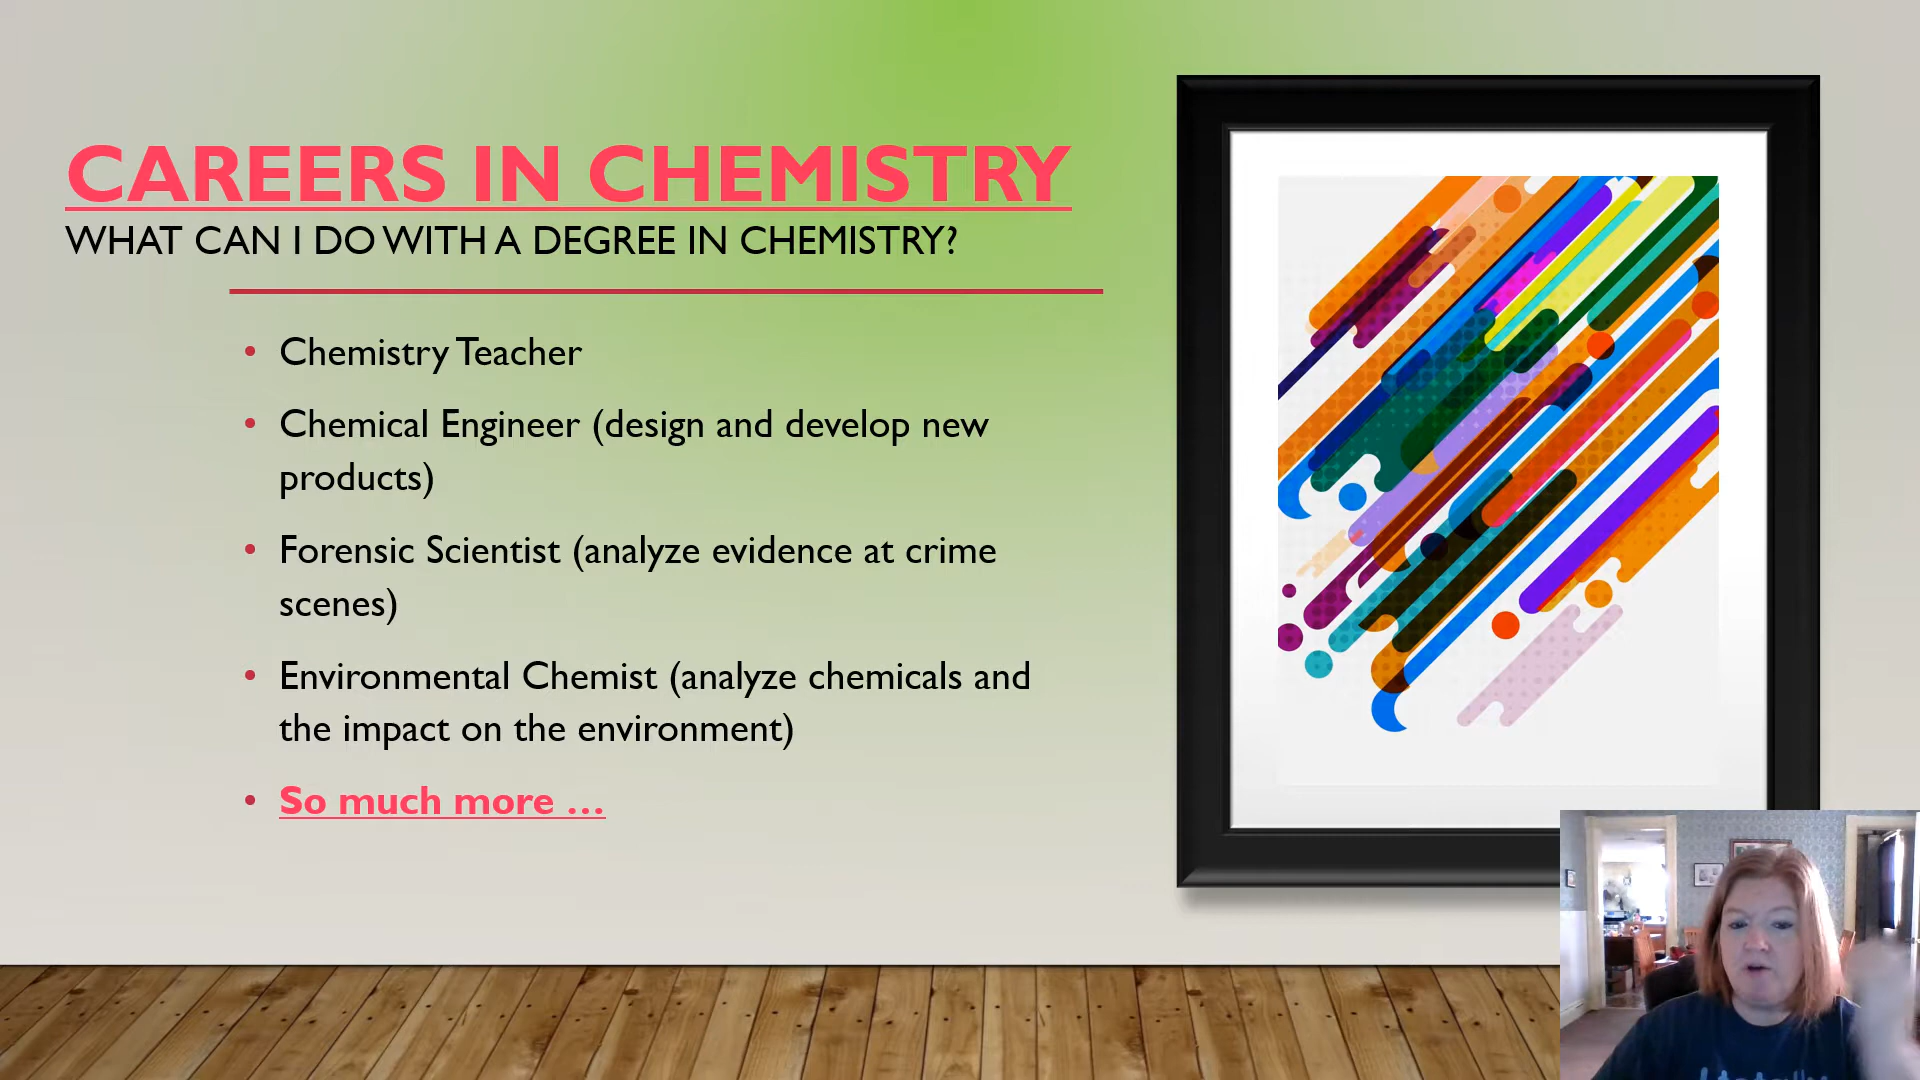 CAREERS IN CHEMISTRY
WHAT CAN I DO WITH A DEGREE IN CHEMISTRY?
• Chemistry Teacher
• Chemical Engineer (design and develop new
products)
• Forensic Scientist (analyze evidence at crime
scenes)
• Environmental Chemist (analyze chemicals and
the impact on the environment)
• So much more …